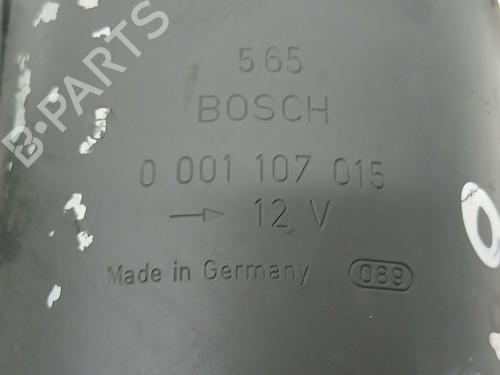 B-PARTS
565
BOSCH
0 001 107 015
→ 12 V
Made in Germany 089